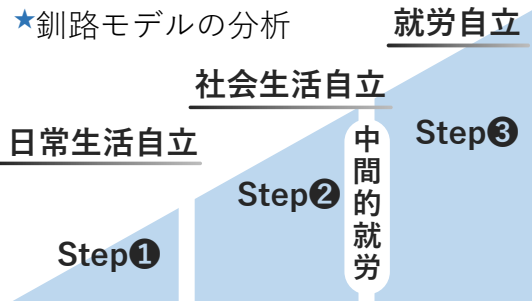 ★釧路モデルの分析
就労自立
社会生活自立
日常生活自立
Step❸
Step❷
Step❶
中間的就労